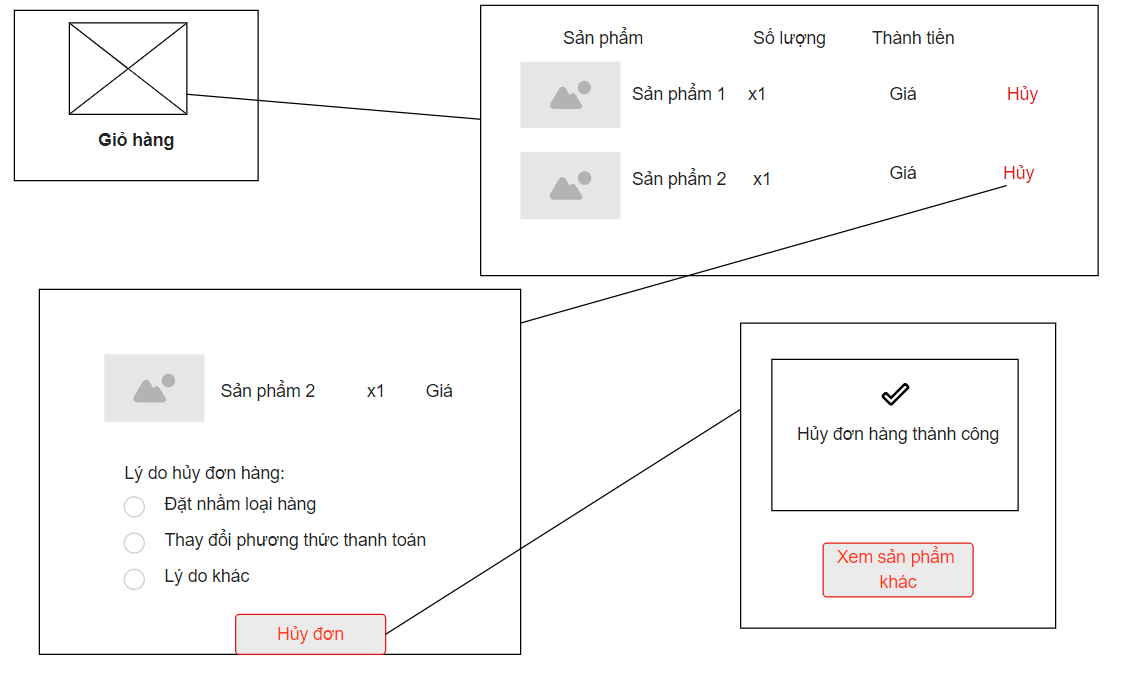 Giỏ hàng
Sản phẩm Số lượng Thành tiền
Sản phẩm 1 x1 Giá Hủy
Sản phẩm 2 x1 Giá Hủy
Sản phẩm 2 x1 Giá
Lý do hủy đơn hàng:
Đặt nhầm loại hàng
Thay đổi phương thức thanh toán
Lý do khác
Hủy đơn
Hủy đơn hàng thành công
Xem sản phẩm
khác